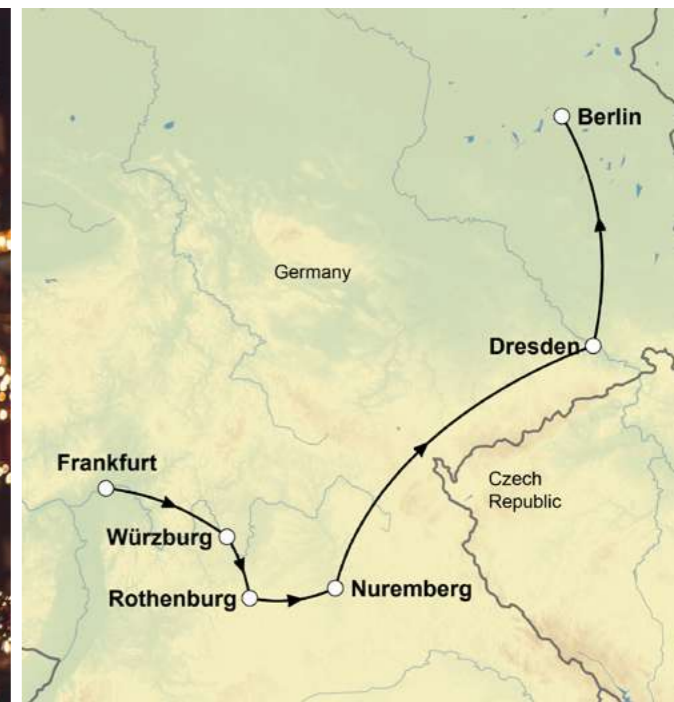 Berlin
Germany
Dresden
Frankfurt
Czech
Republic
Würzburg
Rothenburg
Nuremberg